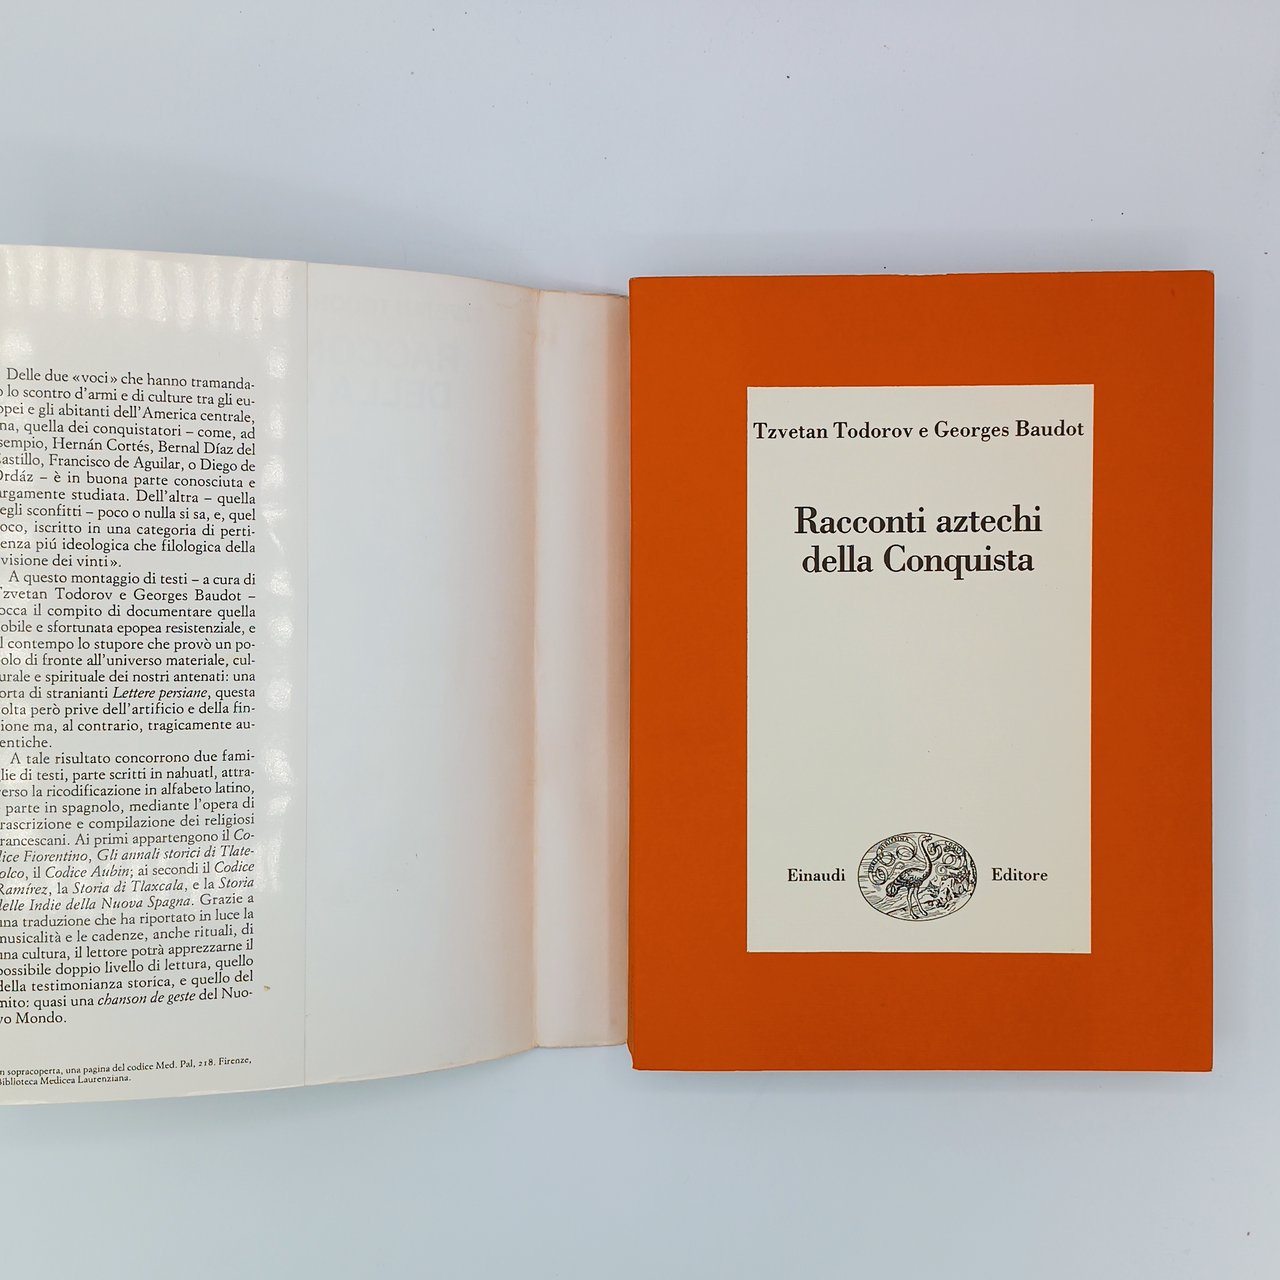 Delle due «voci» che hanno tramanda-
o lo scontro d'armi e di culture tra gli eu-
opei e gli abitanti dell'America centrale,
na, quella dei conquistatori – come, ad
sempio, Hernán Cortés, Bernal Díaz del
astillo, Francisco de Aguilar, o Diego de
Ordáz – è in buona parte conosciuta e
argamente studiata. Dell'altra – quella
egli sconfitti – poco o nulla si sa, e, quel
oco, iscritto in una categoria di perti-
enza piú ideologica che filologica della
visione dei vinti».
A questo montaggio di testi – a cura di
Tzvetan Todorov e Georges Baudot –
occa il compito di documentare quella
obile e sfortunata epopea resistenziale, e
l contempo lo stupore che provò un po-
olo di fronte all'universo materiale, cul-
urale e spirituale dei nostri antenati: una
orta di stranianti Lettere persiane, questa
olta però prive dell'artificio e della fin-
ione ma, al contrario, tragicamente au-
entiche.
A tale risultato concorrono due fami-
lie di testi, parte scritti in nahuatl, attra-
erso la ricodificazione in alfabeto latino,
parte in spagnolo, mediante l'opera di
rascrizione e compilazione dei religiosi
rancescani. Ai primi appartengono il Co-
dice Fiorentino, Gli annali storici di Tlate-
olco, il Codice Aubin; ai secondi il Codice
Ramírez, la Storia di Tlaxcala, e la Storia
delle Indie della Nuova Spagna. Grazie a
una traduzione che ha riportato in luce la
musicalità e le cadenze, anche rituali, di
una cultura, il lettore potrà apprezzarne il
possibile doppio livello di lettura, quello
della testimonianza storica, e quello del
mito: quasi una chanson de geste del Nuo-
vo Mondo.
n sopracoperta, una pagina del codice Med. Pal, 218. Firenze,
Biblioteca Medicea Laurenziana.
Tzvetan Todorov e Georges Baudot
Racconti aztechi
della Conquista
Einaudi Editore